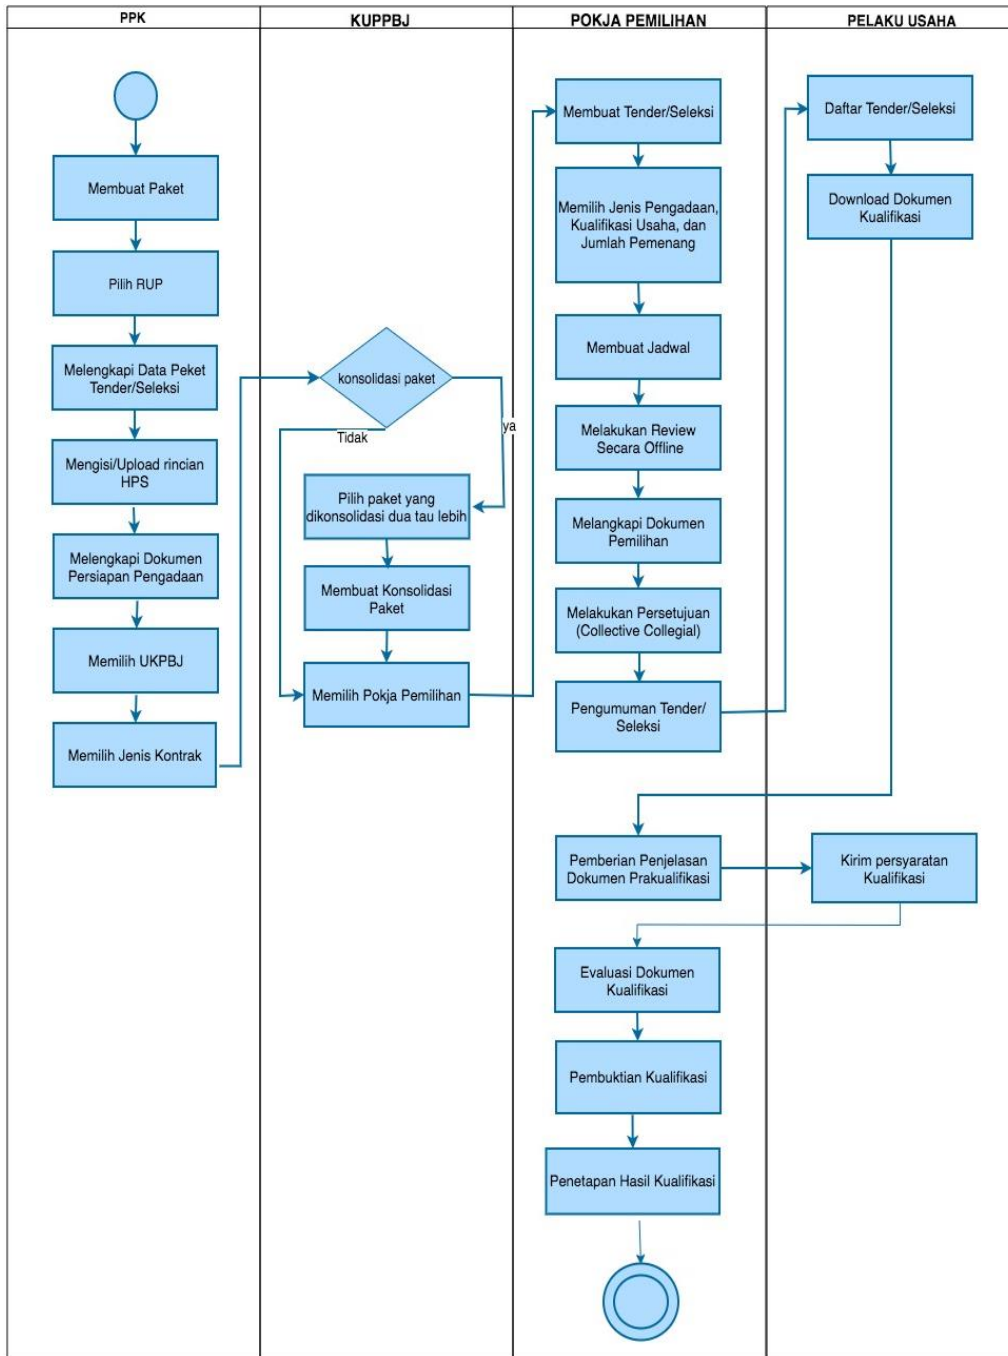 PPK
KUPPBJ
POKJA PEMILIHAN
PELAKU USAHA
Membuat Paket
Pilih RUP
Melengkapi Data Peket
Tender/Seleksi
Mengisi/Upload rincian
HPS
Melengkapi Dokumen
Persiapan Pengadaan
Memilih UKPBJ
Memilih Jenis Kontrak
konsolidasi paket
Tidak
ya
Pilih paket yang
dikonsolidasi dua tau lebih
Membuat Konsolidasi
Paket
Memilih Pokja Pemilihan
Membuat Tender/Seleksi
Memilih Jenis Pengadaan,
Kualifikasi Usaha, dan
Jumlah Pemenang
Membuat Jadwal
Melakukan Review
Secara Offline
Melangkapi Dokumen
Pemilihan
Melakukan Persetujuan
(Collective Collegial)
Pengumuman Tender/
Seleksi
Daftar Tender/Seleksi
Download Dokumen
Kualifikasi
Pemberian Penjelasan
Dokumen Prakualifikasi
Kirim persyaratan
Kualifikasi
Evaluasi Dokumen
Kualifikasi
Pembuktian Kualifikasi
Penetapan Hasil Kualifikasi